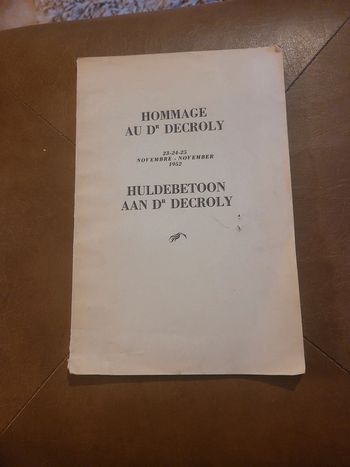 HOMMAGE
AU Dᴿ DECROLY
23-24-25
NOVEMBRE - NOVEMBER
1952
HULDEBETOON
AAN Dᴿ DECROLY